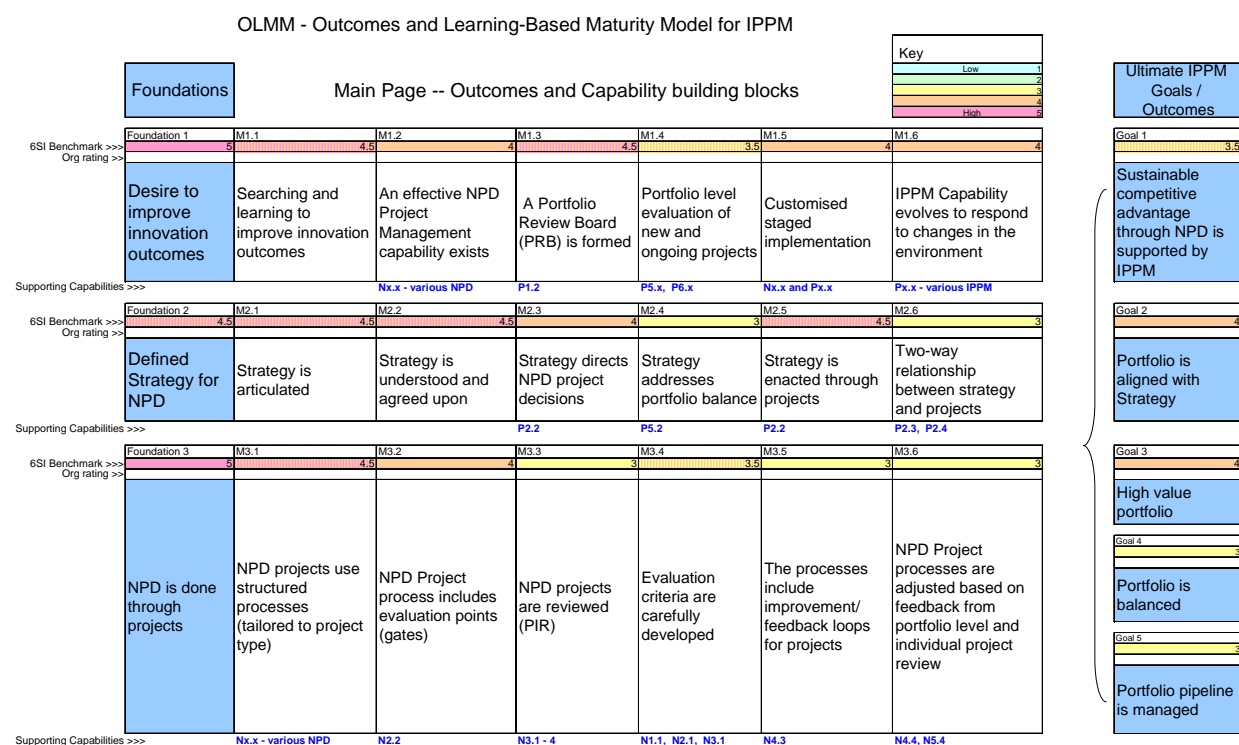 OLMM - Outcomes and Learning-Based Maturity Model for IPPM
Key
Low 1
2
3
4
High 5
Foundations
Main Page -- Outcomes and Capability building blocks
Ultimate IPPM
Goals /
Outcomes
Foundation 1 M1.1 M1.2 M1.3 M1.4 M1.5 M1.6 Goal 1
6SI Benchmark >>> 5 4.5 4 4.5 3.5 4 4 3.5
Org rating >>
Desire to
improve
innovation
outcomes
Searching and
learning to
improve innovation
outcomes
An effective NPD
Project
Management
capability exists
A Portfolio
Review Board
(PRB) is formed
Portfolio level
evaluation of
new and
ongoing projects
Customised
staged
implementation
IPPM Capability
evolves to respond
to changes in the
environment
Sustainable
competitive
advantage
through NPD is
supported by
IPPM
Supporting Capabilities >>> Nx.x - various NPD P1.2 P5.x, P6.x Nx.x and Px.x Px.x - various IPPM
Foundation 2 M2.1 M2.2 M2.3 M2.4 M2.5 M2.6 Goal 2
6SI Benchmark >>> 4.5 4.5 4.5 4 3 4.5 3 4
Org rating >>
Defined
Strategy for
NPD
Strategy is
articulated
Strategy is
understood and
agreed upon
Strategy directs
NPD project
decisions
Strategy
addresses
portfolio balance
Strategy is
enacted through
projects
Two-way
relationship
between strategy
and projects
Portfolio is
aligned with
Strategy
Supporting Capabilities >>> P2.2 P5.2 P2.2 P2.3, P2.4
Foundation 3 M3.1 M3.2 M3.3 M3.4 M3.5 M3.6 Goal 3
6SI Benchmark >>> 5 4.5 4 3 3.5 3 3 4
Org rating >>
NPD is done
through
projects
NPD projects use
structured
processes
(tailored to project
type)
NPD Project
process includes
evaluation points
(gates)
NPD projects
are reviewed
(PIR)
Evaluation
criteria are
carefully
developed
The processes
include
improvement/
feedback loops
for projects
NPD Project
processes are
adjusted based on
feedback from
portfolio level and
individual project
review
High value
portfolio
Goal 4
3
Portfolio is
balanced
Goal 5
3
Portfolio pipeline
is managed
Supporting Capabilities >>> Nx.x - various NPD N2.2 N3.1 - 4 N1.1, N2.1, N3.1 N4.3 N4.4, N5.4